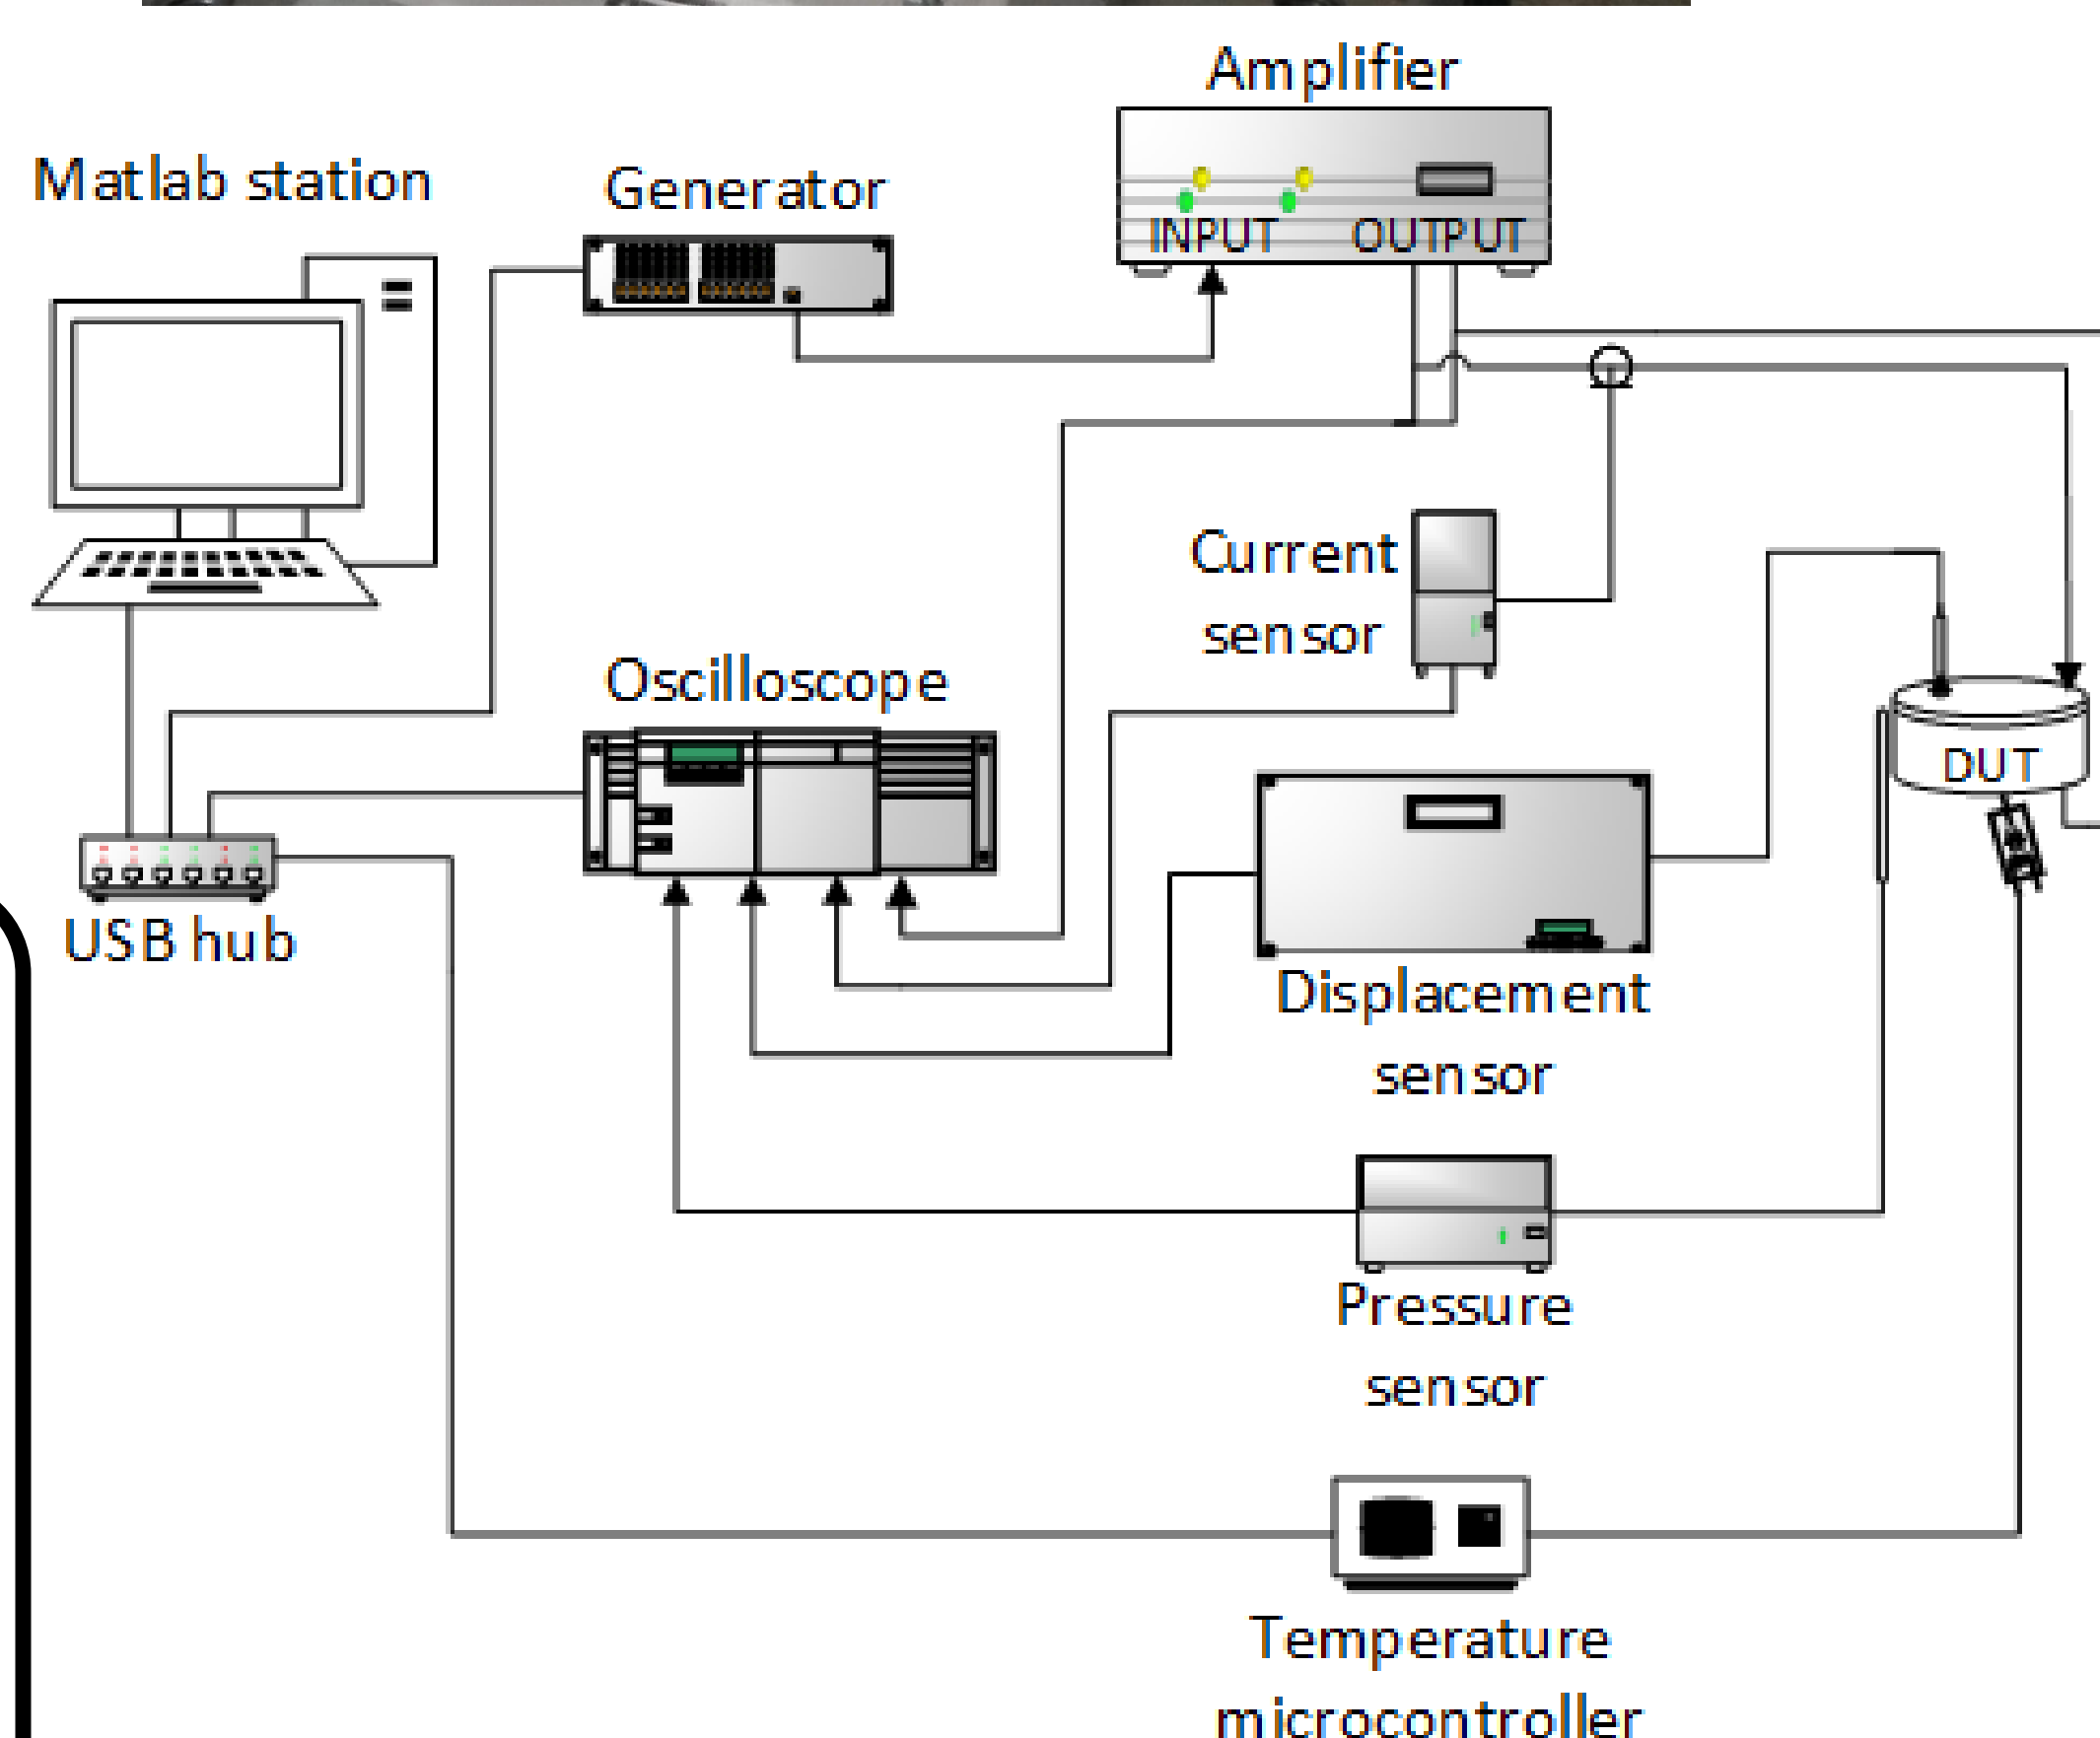 Amplifier
Matlab station
Generator
INPUT OUTPUT
Current
sensor
Oscilloscope
DUT
USB hub
Displacement
sensor
Pressure
sensor
Temperature
microcontroller